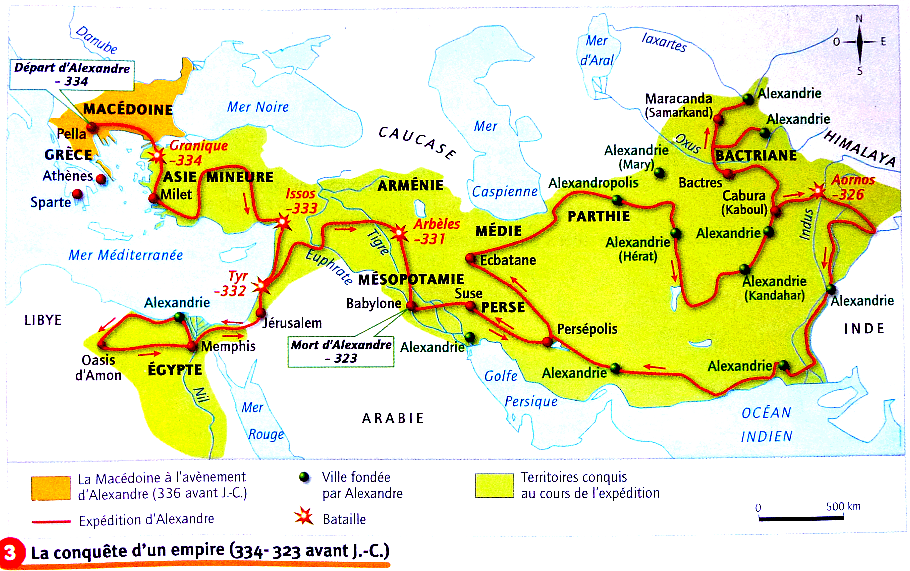 Danube
Départ d'Alexandre
– 334
MACÉDOINE
Pella
GRÈCE
Athènes
Sparte
Granique
–334
ASIE MINEURE
Milet
Mer Noire
CAUCASE
Mer
Caspienne
Mer
d'Aral
Iaxartes
N
O
E
S
Maracanda
(Samarkand)
Alexandrie
Alexandrie
Oxus
BACTRIANE
HIMALAYA
Alexandrie
(Mary)
Bactres
Aornos
–326
Cabura
(Kaboul)
Issos
–333
ARMÉNIE
Arbèles
–331
Tigre
Euphrate
MÉSOPOTAMIE
MÉDIE
Ecbatane
Alexandropolis
PARTHIE
Alexandrie
(Hérat)
Alexandrie
Alexandrie
(Kandahar)
Indus
Alexandrie
INDE
Mer Méditerranée
Tyr
–332
LIBYE
Alexandrie
Jérusalem
Memphis
Oasis
d'Amon
ÉGYPTE
Nil
Mer
Rouge
Babylone
Suse
PERSE
Persépolis
Mort d'Alexandre
– 323
Alexandrie
Golfe
Persique
Alexandrie
Alexandrie
ARABIE
OCÉAN
INDIEN
La Macédoine à l'avènement
d'Alexandre (336 avant J.-C.)
Expédition d'Alexandre
Ville fondée
par Alexandre
Bataille
Territoires conquis
au cours de l'expédition
0
500 km
3 La conquête d'un empire (334-323 avant J.-C.)